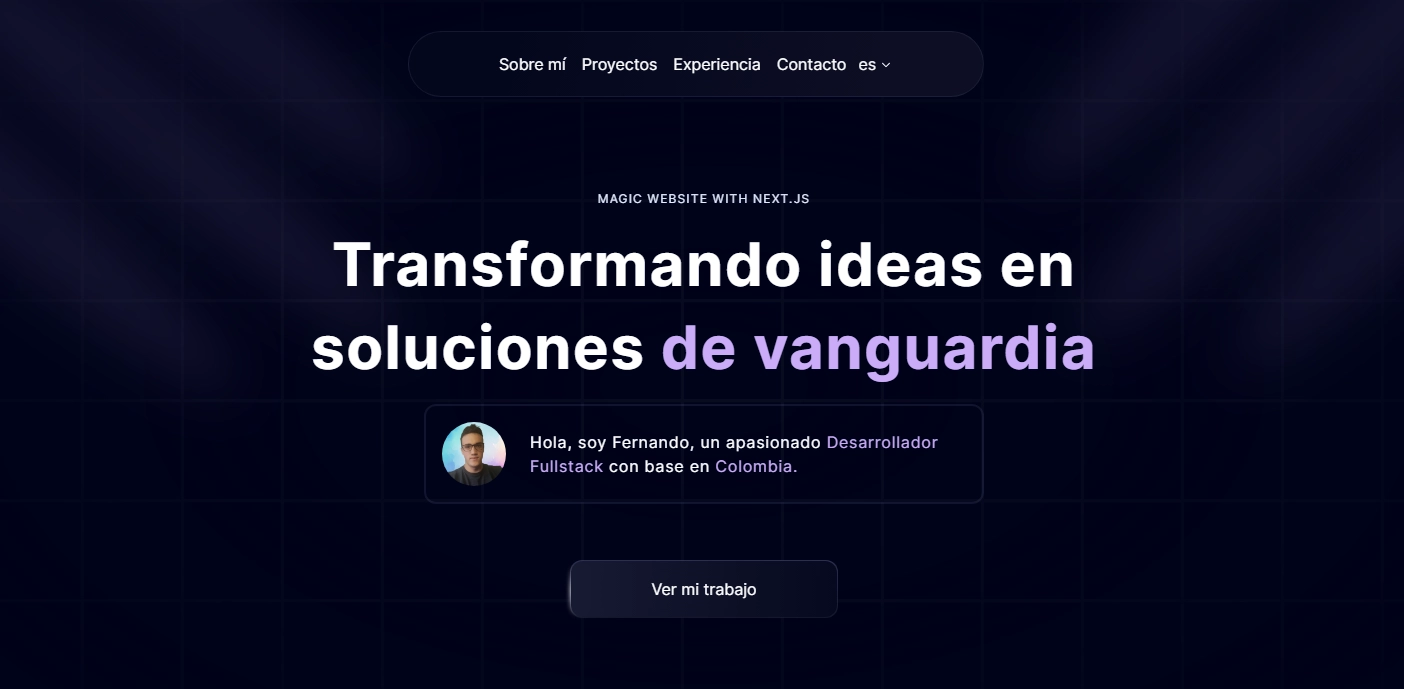 Sobre mí Proyectos Experiencia Contacto es
MAGIC WEBSITE WITH NEXT.JS
Transformando ideas en
soluciones de vanguardia
Hola, soy Fernando, un apasionado Desarrollador
Fullstack con base en Colombia.
Ver mi trabajo